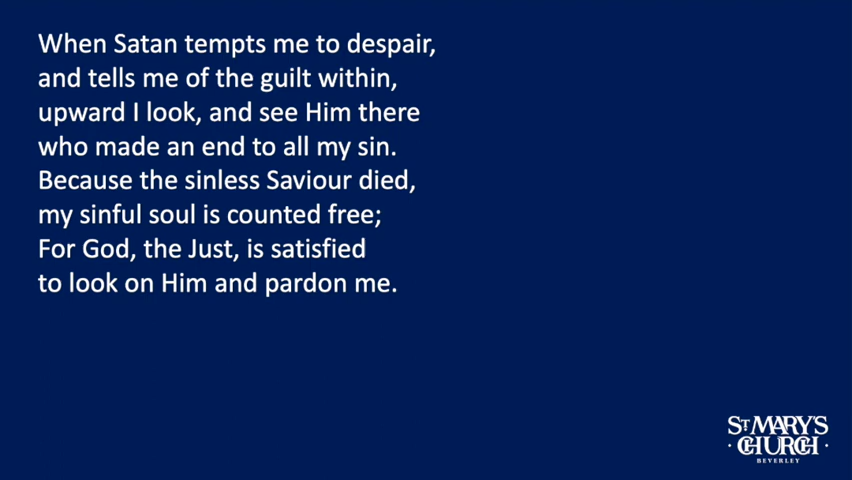 When Satan tempts me to despair,
and tells me of the guilt within,
upward I look, and see Him there
who made an end to all my sin.
Because the sinless Saviour died,
my sinful soul is counted free;
For God, the Just, is satisfied
to look on Him and pardon me.
ST MARY'S
· CHURCH ·
BEVERLEY